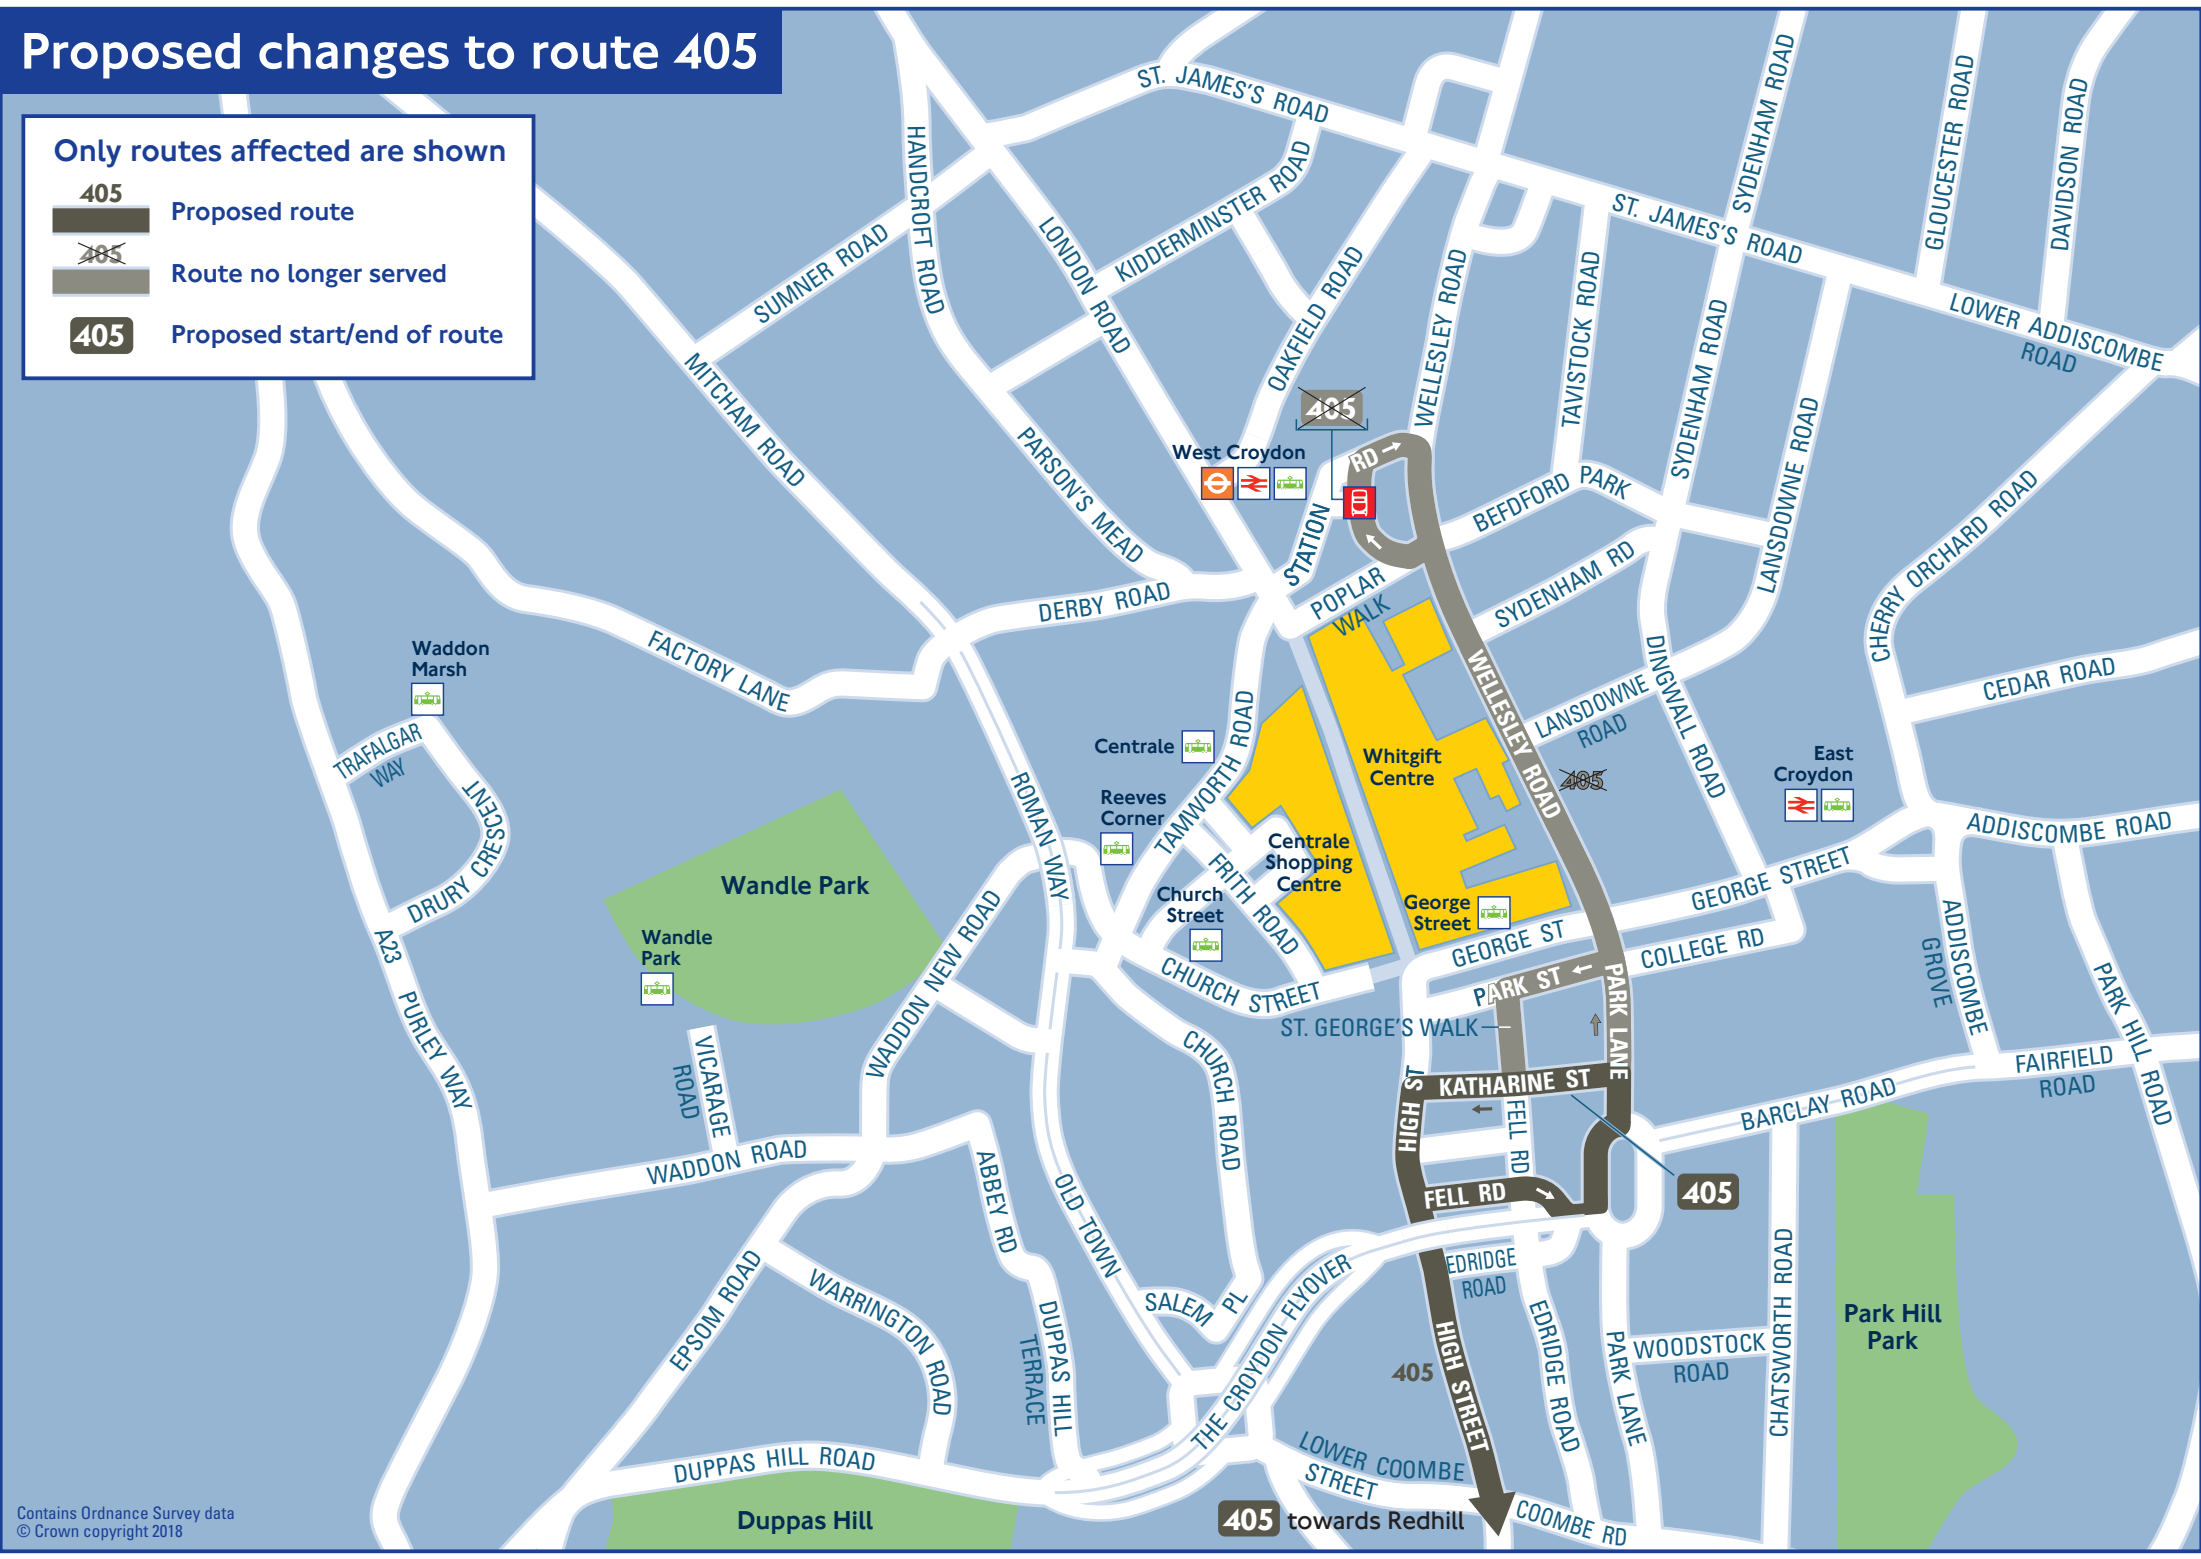 Proposed changes to route 405
Only routes affected are shown
405
Proposed route
405
Route no longer served
405
Proposed start/end of route
ST. JAMES'S ROAD
HANDCROFT ROAD
SUMNER ROAD
LONDON ROAD
KIDDERMINSTER ROAD
OAKFIELD ROAD
WELLESLEY ROAD
TAVISTOCK ROAD
SYDENHAM ROAD
ST. JAMES'S ROAD
GLOUCESTER ROAD
DAVIDSON ROAD
LOWER ADDISCOMBE
ROAD
SYDENHAM ROAD
LANSDOWNE ROAD
MITCHAM ROAD
PARSON'S MEAD
405
West Croydon
STATION
RD
BEDFORD PARK
CHERRY ORCHARD ROAD
SYDENHAM RD
POPLAR
WALK
DERBY ROAD
FACTORY LANE
Waddon
Marsh
TRAFALGAR
WAY
DRURY CRESCENT
Centrale
TAMWORTH ROAD
Reeves
Corner
Whitgift
Centre
WELLESLEY ROAD
405
LANSDOWNE
ROAD
DINGWALL ROAD
CEDAR ROAD
East
Croydon
ADDISCOMBE ROAD
GEORGE STREET
ROMAN WAY
Centrale
Shopping
Centre
FRITH ROAD
Church
Street
George
Street
GEORGE ST
Wandle Park
Wandle
Park
WADDON NEW ROAD
CHURCH STREET
PARK ST
COLLEGE RD
ADDISCOMBE
GROVE
PARK HILL ROAD
A23
PURLEY WAY
ST. GEORGE'S WALK
PARK LANE
VICARAGE
ROAD
CHURCH ROAD
HIGH ST
KATHARINE ST
FELL RD
FAIRFIELD
ROAD
BARCLAY ROAD
WADDON ROAD
ABBEY RD
OLD TOWN
FELL RD
405
EPSOM ROAD
WARRINGTON ROAD
SALEM PL
THE CROYDON FLYOVER
EDRIDGE
ROAD
DUPPAS HILL
TERRACE
405
HIGH STREET
EDRIDGE ROAD
PARK LANE
WOODSTOCK
ROAD
CHATSWORTH ROAD
Park Hill
Park
DUPPAS HILL ROAD
LOWER COOMBE
STREET
Duppas Hill
405 towards Redhill
COOMBE RD
Contains Ordnance Survey data
© Crown copyright 2018